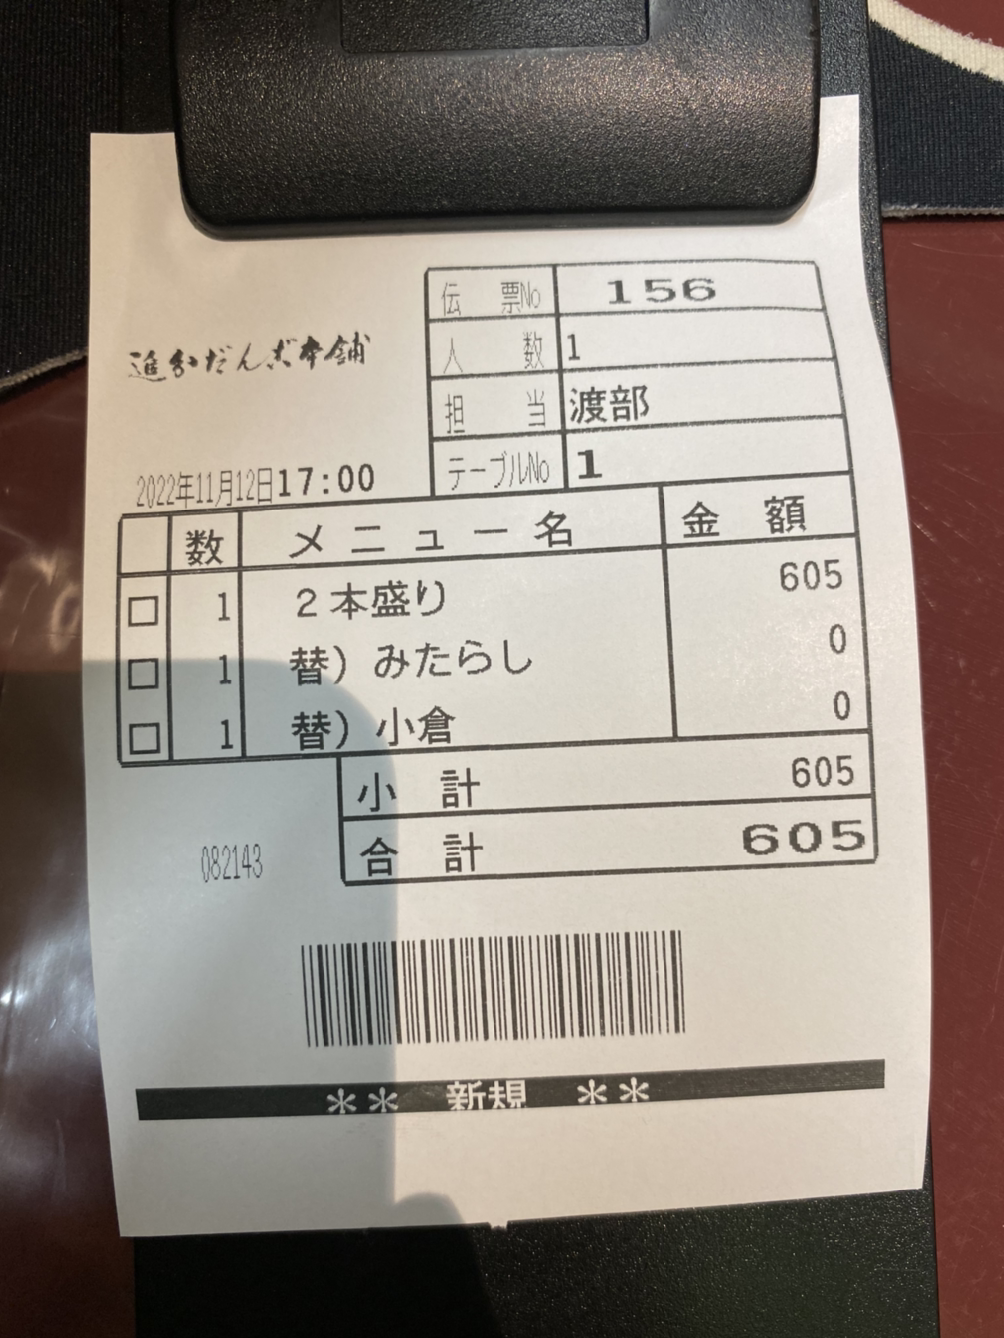 伝票No 156
人数 1
追分だんご本舗
担当 渡部
テーブルNo 1
2022年11月12日17:00
数 メニュー名 金額
□ 1 2本盛り 605
□ 1 替）みたらし 0
□ 1 替）小倉 0
小計 605
合計 605
082143
** 新規 **